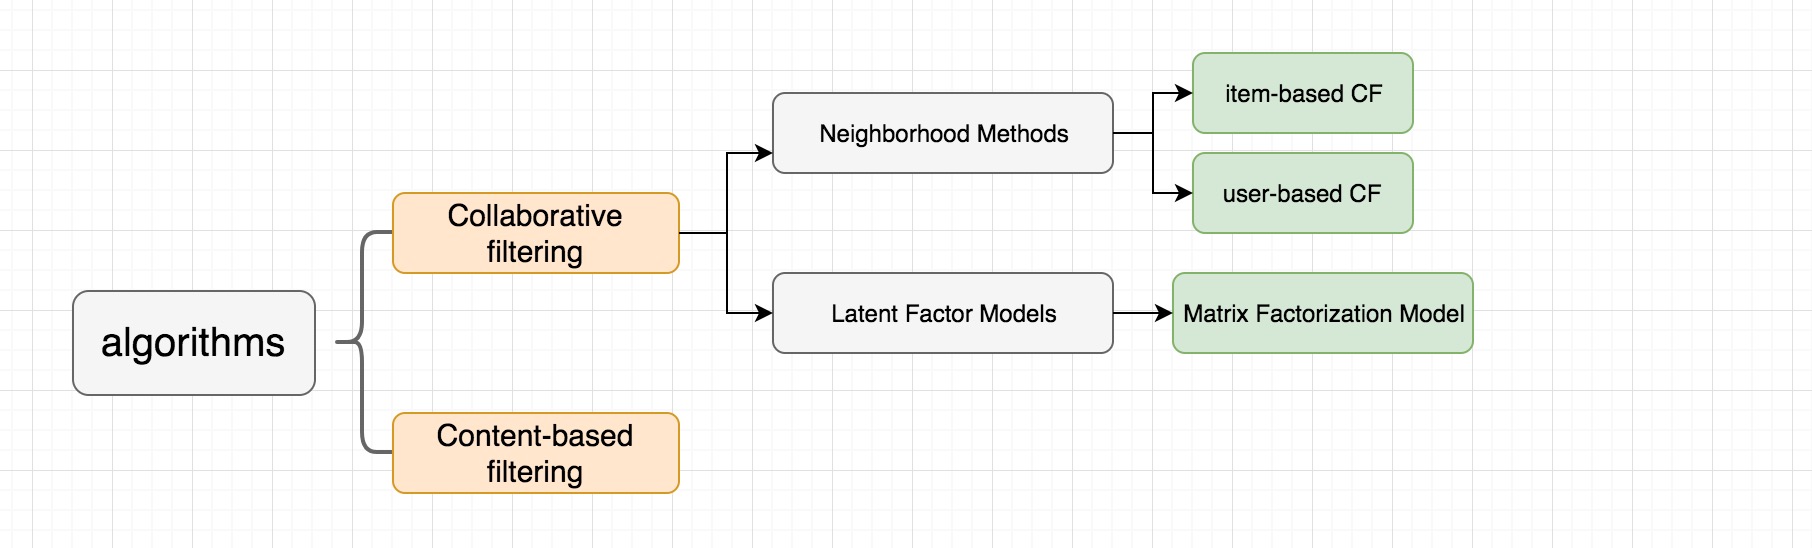 algorithms
Collaborative
filtering
Content-based
filtering
Neighborhood Methods
Latent Factor Models
item-based CF
user-based CF
Matrix Factorization Model